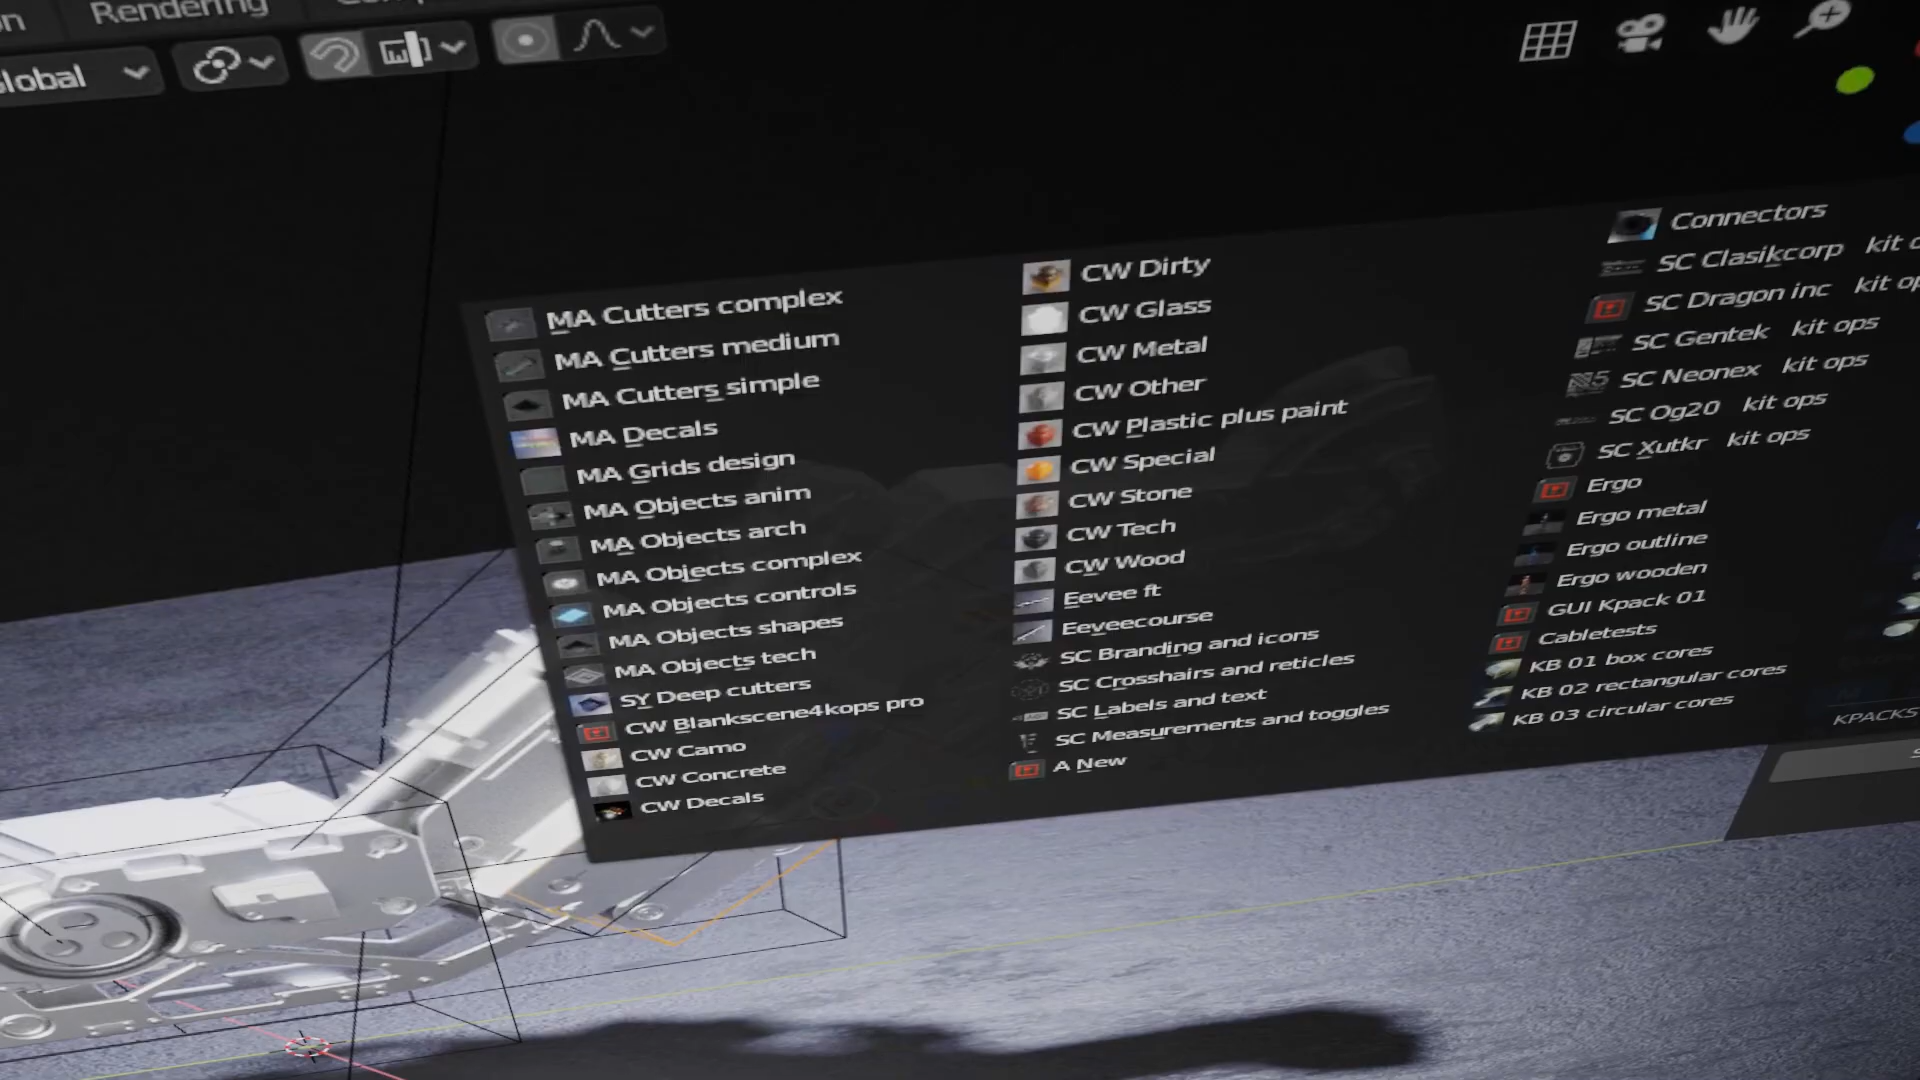 Rendering
Global
MA Cutters complex
MA Cutters medium
MA Cutters simple
MA Decals
MA Grids design
MA Objects anim
MA Objects arch
MA Objects complex
MA Objects controls
MA Objects shapes
MA Objects tech
SY Deep cutters
CW Blankscene4kops pro
CW Camo
CW Concrete
CW Decals
CW Dirty
CW Glass
CW Metal
CW Other
CW Plastic plus paint
CW Special
CW Stone
CW Tech
CW Wood
Eevee ft
Eeveecourse
SC Branding and icons
SC Crosshairs and reticles
SC Labels and text
SC Measurements and toggles
A New
Connectors
SC Clasikcorp kit o
SC Dragon inc kit op
SC Gentek kit ops
SC Neonex kit ops
SC Og20 kit ops
SC Xutkr kit ops
Ergo
Ergo metal
Ergo outline
Ergo wooden
GUI Kpack 01
Cabletests
KB 01 box cores
KB 02 rectangular cores
KB 03 circular cores
KPACKS